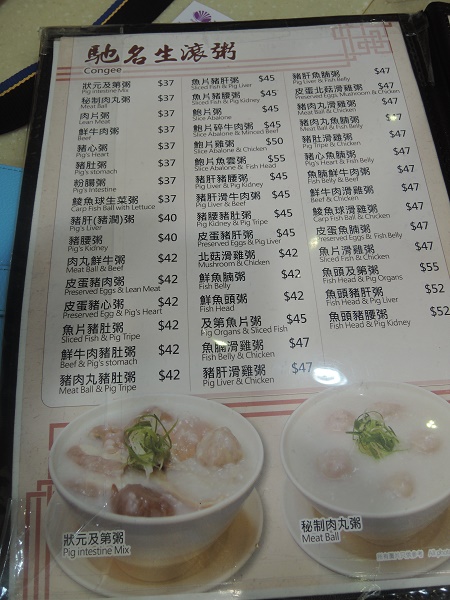 馳名生滾粥
Congee
狀元及第粥 $37
Pig intestine Mix
秘制肉丸粥 $37
Meat Ball
肉片粥 $37
Lean Meat
鮮牛肉粥 $37
Beef
豬心粥 $37
Pig's Heart
豬肚粥 $37
Pig's stomach
粉腸粥 $37
Pig's Intestine
鯪魚球生菜粥 $37
Carp Fish Ball with Lettuce
豬肝(豬潤)粥 $40
Pig's Liver
豬腰粥 $40
Pig's Kidney
肉丸鮮牛粥 $42
Meat Ball & Beef
皮蛋豬肉粥 $42
Preserved Eggs & Lean Meat
皮蛋豬心粥 $42
Preserved Egg & Pig's Heart
魚片豬肚粥 $42
Sliced Fish & Pig Tripe
鮮牛肉豬肚粥 $42
Beef & Pig's stomach
豬肉丸豬肚粥 $42
Meat Ball & Pig Tripe
魚片豬肝粥 $45
Sliced Fish & Pig Liver
魚片豬腰粥 $45
Sliced Fish & Pig Kidney
鮑片粥 $45
Slice Abalone
鮑片碎牛肉粥 $45
Slice Abalone & Minced Beef
鮑片雞粥 $50
Slice Abalone & Chicken
鮑片魚雲粥 $55
Slice Abalone & Fish Head
豬肝豬腰粥 $45
Pig Liver & Pig Kidney
豬肝滑牛粥 $45
Pig Liver & Beef
豬腰豬肚粥 $45
Pig Kidney & Pig Tripe
皮蛋豬肝粥 $45
Preserved Eggs & Pig Liver
北菇滑雞粥 $42
Mushroom & Chicken
鮮魚腩粥 $42
Fish Belly
鮮魚頭粥 $42
Fish Head
及第魚片粥 $47
Pig Organs & Sliced Fish
魚腩滑雞粥 $47
Fish Belly & Chicken
豬肝滑雞粥 $47
Pig Liver & Chicken
豬肝魚腩粥 $47
Pig Liver & Fish Belly
皮蛋北菇滑雞粥 $47
Preserved Eggs, Mushroom & Chicken
豬肉丸滑雞粥 $47
Meat Ball & Chicken
豬肉丸魚腩粥 $47
Meat Ball & Fish Belly
豬肚滑雞粥 $47
Pig Tripe & Chicken
豬心魚腩粥 $47
Pig's Heart & Fish Belly
魚腩鮮牛肉粥 $47
Fish Belly & Beef
鮮牛肉滑雞粥 $47
Beef & Chicken
鯪魚球滑雞粥 $47
Carp Fish Ball & Chicken
皮蛋魚腩粥 $47
Preserved Eggs & Fish Belly
魚片滑雞粥 $47
Sliced Fish & Chicken
魚頭及第粥 $55
Fish Head & Pig Organs
魚頭豬肝粥 $52
Fish Head & Pig Liver
魚頭豬腰粥 $52
Fish Head & Pig Kidney
狀元及第粥
Pig intestine Mix
秘制肉丸粥
Meat Ball